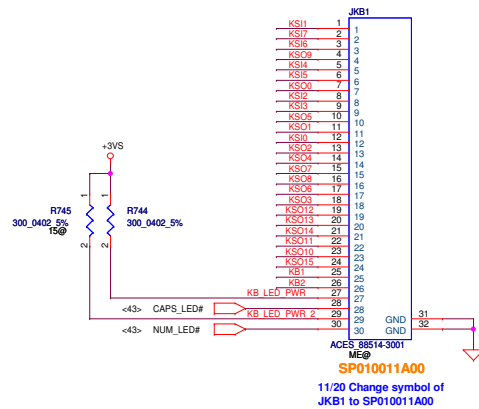 JKB1
KSI1 1 1
KSI7 2 2
KSI6 3 3
KSO9 4 4
KSI4 5 5
KSI5 6 6
KSO0 7 7
KSI2 8 8
KSI3 9 9
KSO5 10 10
KSO1 11 11
KSI0 12 12
KSO2 13 13
KSO4 14 14
KSO7 15 15
KSO8 16 16
KSO6 17 17
KSO3 18 18
KSO12 19 19
KSO13 20 20
KSO14 21 21
KSO11 22 22
KSO10 23 23
KSO15 24 24
KB1 25 25
KB2 26 26
KB_LED_PWR 27 27
<43> CAPS_LED# 28 28
KB_LED_PWR_2 29 29
<43> NUM_LED# 30 30
+3VS
1 1
R745
300_0402_5%
15@
R744
300_0402_5%
2 2
GND 31
GND 32
ACES_88514-3001
ME@
SP010011A00
11/20 Change symbol of
JKB1 to SP010011A00